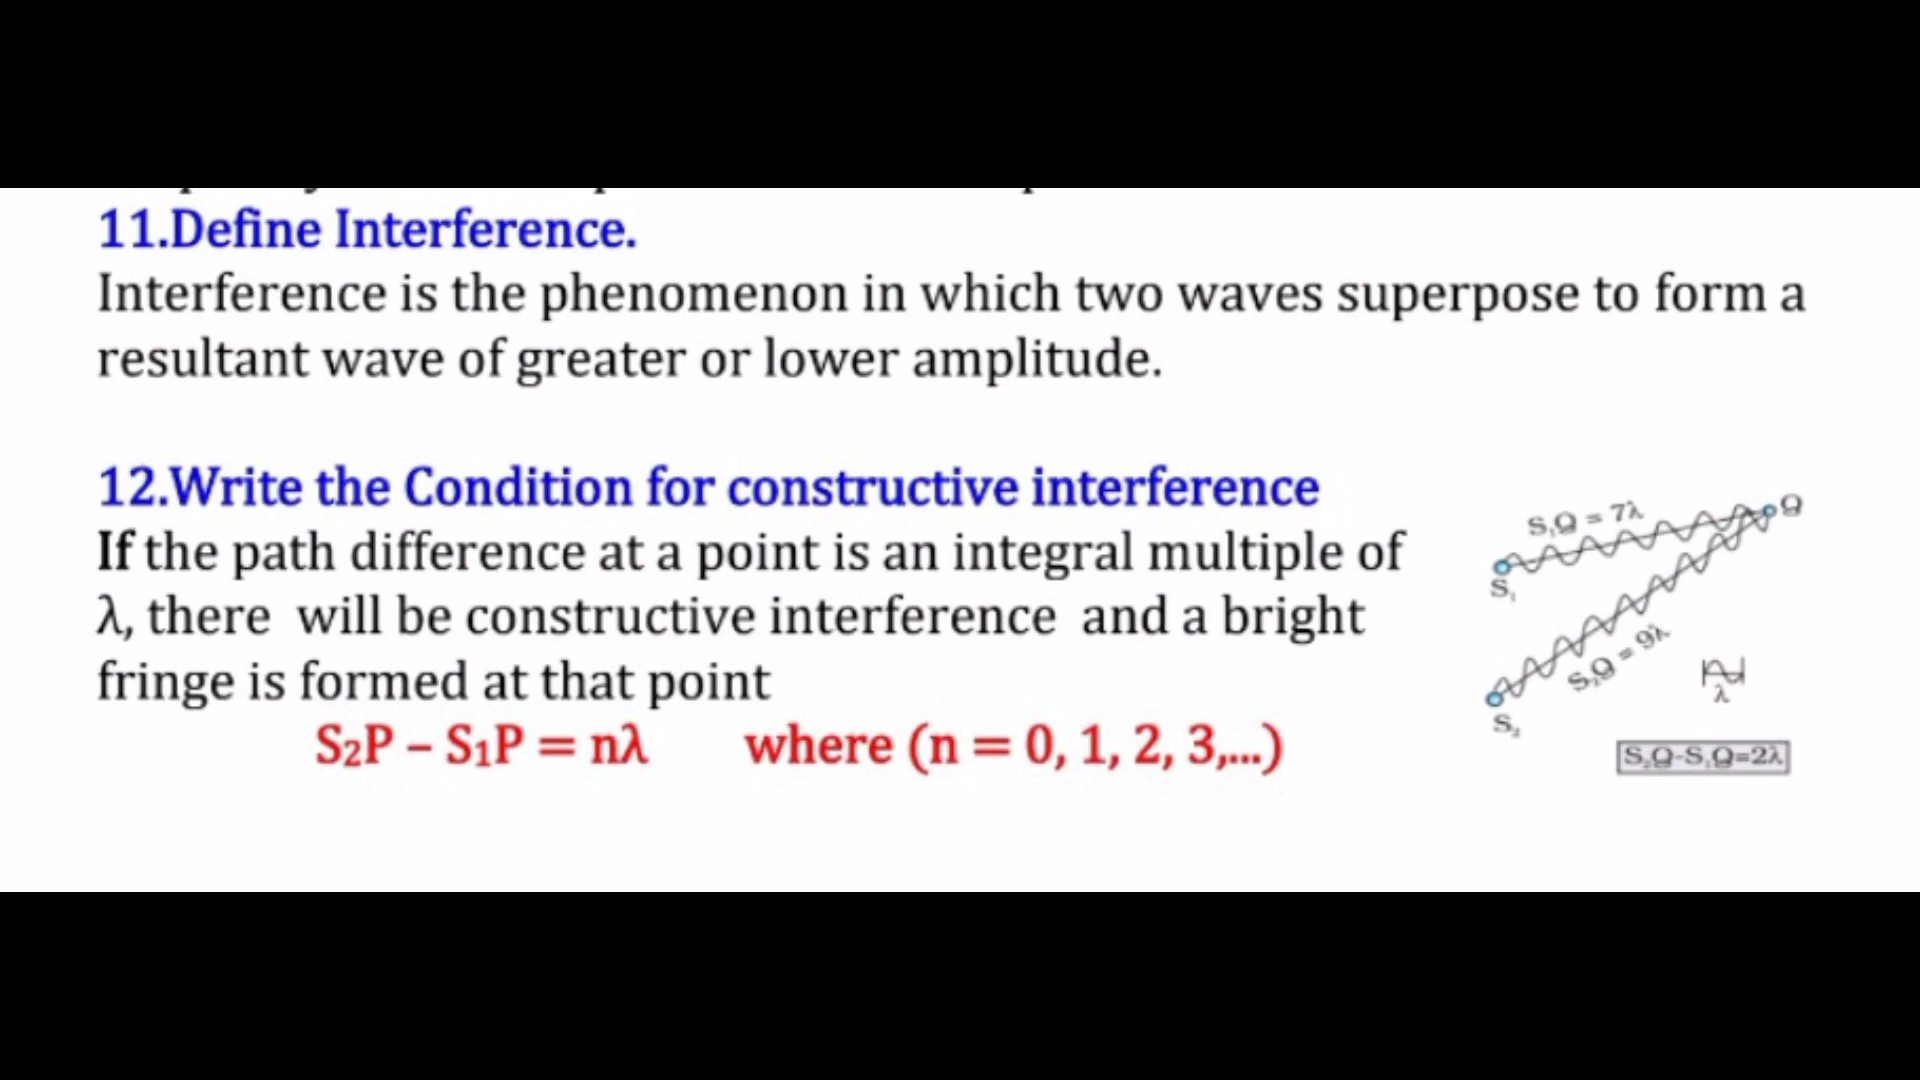 11.Define Interference.
Interference is the phenomenon in which two waves superpose to form a
resultant wave of greater or lower amplitude.
12.Write the Condition for constructive interference
If the path difference at a point is an integral multiple of
λ, there will be constructive interference and a bright
fringe is formed at that point
S₂P – S₁P = nλ where (n = 0, 1, 2, 3,...)
S₁Q = 7λ
Q
S₁
S₂Q = 9λ
λ
S₂
S₂Q-S₁Q=2λ